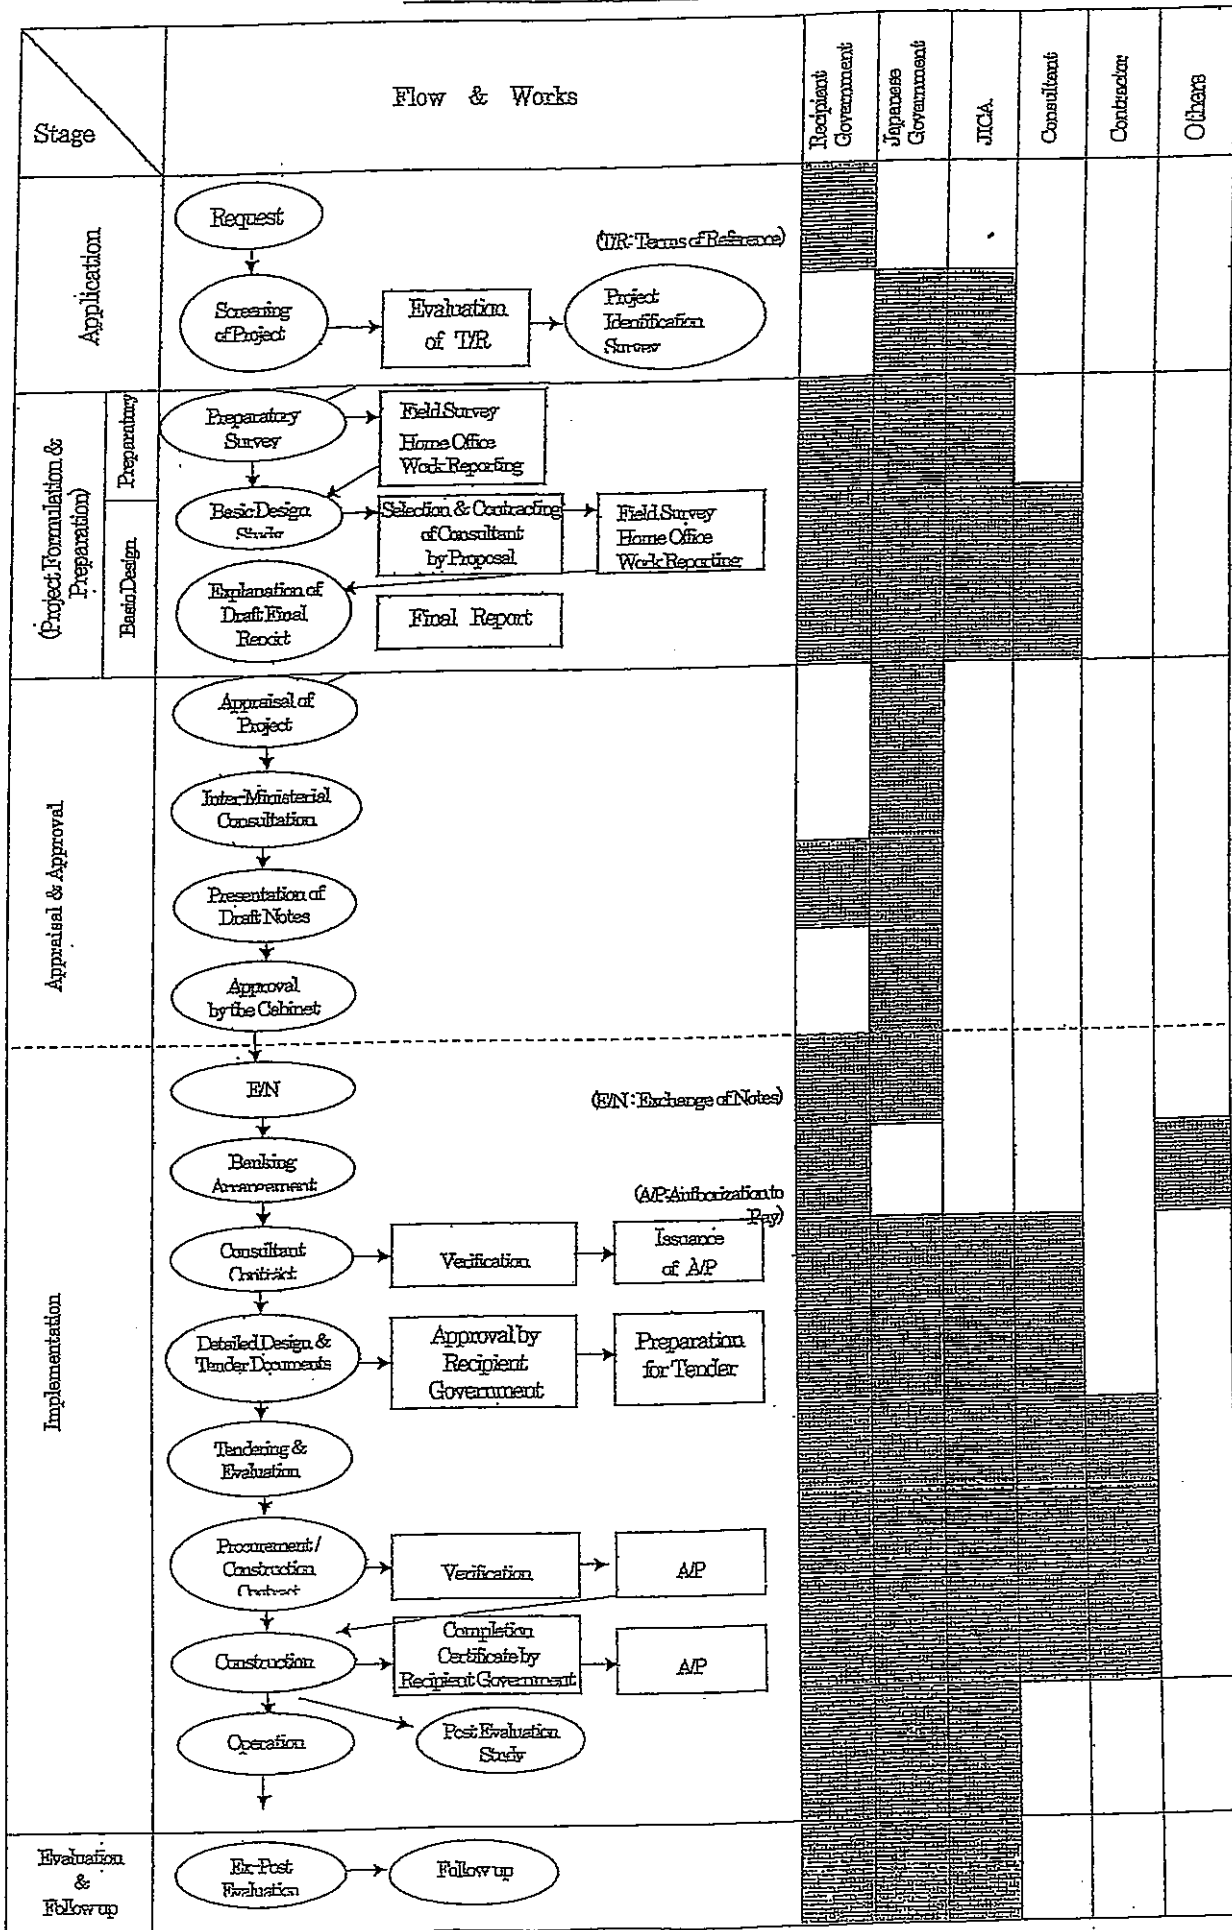 Stage
Flow & Works
Recipient
Government
Japanese
Government
JICA
Consultant
Contractor
Others
Application
Request
(T/R: Terms of Reference)
Screening
of Project
Evaluation
of T/R
Project
Identification
Survey
(Project Formulation &
Preparation)
Preparatory
Preparatory
Survey
Field Survey
Home Office
Work Reporting
Basic Design
Basic Design
Study
Selection & Contracting
of Consultant
by Proposal
Field Survey
Home Office
Work Reporting
Explanation of
Draft Final
Report
Final Report
Appraisal & Approval
Appraisal of
Project
Inter-Ministerial
Consultation
Presentation of
Draft Notes
Approval
by the Cabinet
Implementation
E/N
(E/N : Exchange of Notes)
Banking
Arrangement
(A/P: Authorization to
Pay)
Consultant
Contract
Verification
Issuance
of A/P
Detailed Design &
Tender Documents
Approval by
Recipient
Government
Preparation
for Tender
Tendering &
Evaluation
Procurement /
Construction
Contract
Verification
A/P
Construction
Completion
Certificate by
Recipient Government
A/P
Operation
Post Evaluation
Study
Evaluation
&
Follow up
Ex-Post
Evaluation
Follow up